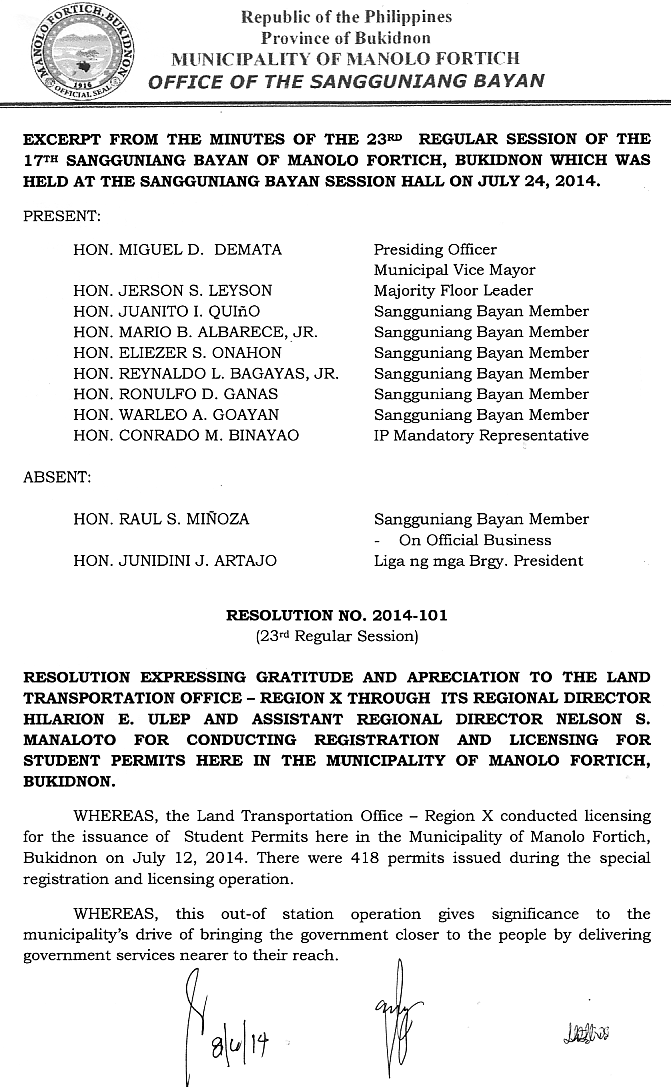 MANOLO FORTICH, BUKIDNON
1914
OFFICIAL SEAL
Republic of the Philippines
Province of Bukidnon
MUNICIPALITY OF MANOLO FORTICH
OFFICE OF THE SANGGUNIANG BAYAN
EXCERPT FROM THE MINUTES OF THE 23RD REGULAR SESSION OF THE
17TH SANGGUNIANG BAYAN OF MANOLO FORTICH, BUKIDNON WHICH WAS
HELD AT THE SANGGUNIANG BAYAN SESSION HALL ON JULY 24, 2014.
PRESENT:
HON. MIGUEL D. DEMATA Presiding Officer
Municipal Vice Mayor
HON. JERSON S. LEYSON Majority Floor Leader
HON. JUANITO I. QUIñO Sangguniang Bayan Member
HON. MARIO B. ALBARECE, JR. Sangguniang Bayan Member
HON. ELIEZER S. ONAHON Sangguniang Bayan Member
HON. REYNALDO L. BAGAYAS, JR. Sangguniang Bayan Member
HON. RONULFO D. GANAS Sangguniang Bayan Member
HON. WARLEO A. GOAYAN Sangguniang Bayan Member
HON. CONRADO M. BINAYAO IP Mandatory Representative
ABSENT:
HON. RAUL S. MIÑOZA Sangguniang Bayan Member
- On Official Business
HON. JUNIDINI J. ARTAJO Liga ng mga Brgy. President
RESOLUTION NO. 2014-101
(23rd Regular Session)
RESOLUTION EXPRESSING GRATITUDE AND APRECIATION TO THE LAND
TRANSPORTATION OFFICE – REGION X THROUGH ITS REGIONAL DIRECTOR
HILARION E. ULEP AND ASSISTANT REGIONAL DIRECTOR NELSON S.
MANALOTO FOR CONDUCTING REGISTRATION AND LICENSING FOR
STUDENT PERMITS HERE IN THE MUNICIPALITY OF MANOLO FORTICH,
BUKIDNON.
WHEREAS, the Land Transportation Office – Region X conducted licensing
for the issuance of Student Permits here in the Municipality of Manolo Fortich,
Bukidnon on July 12, 2014. There were 418 permits issued during the special
registration and licensing operation.
WHEREAS, this out-of station operation gives significance to the
municipality's drive of bringing the government closer to the people by delivering
government services nearer to their reach.
8/6/14